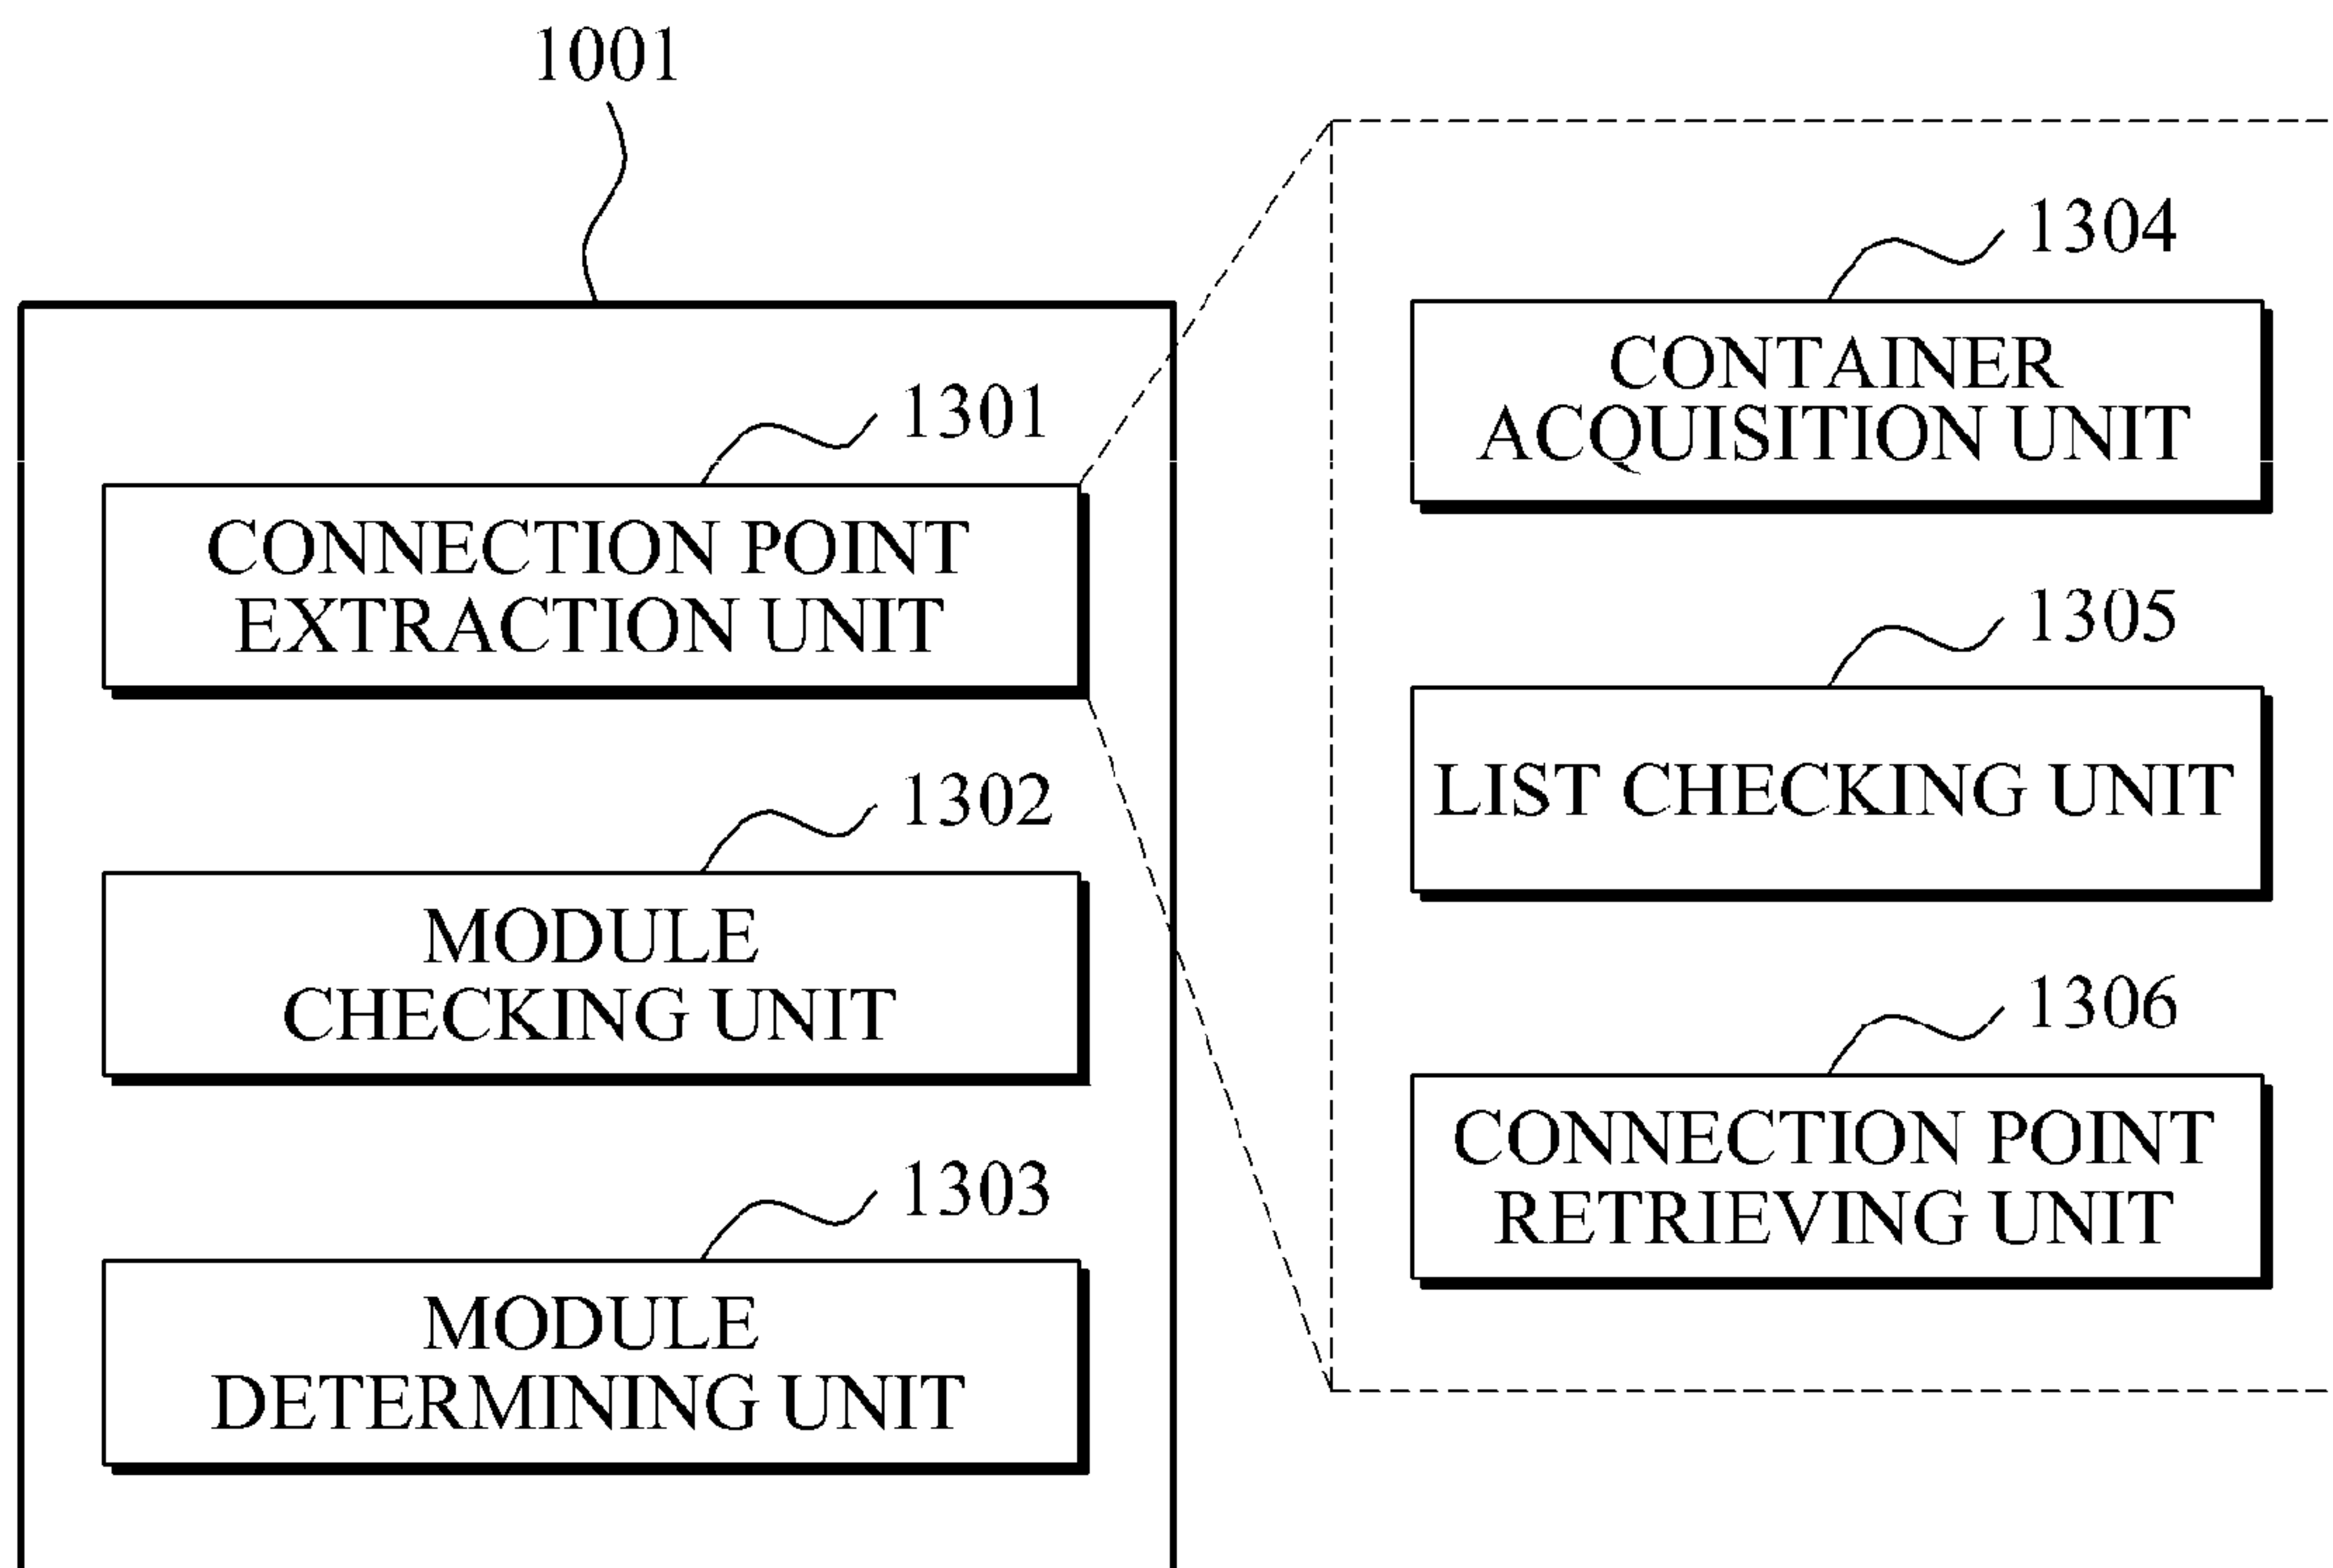 1001
1301
CONNECTION POINT
EXTRACTION UNIT
1302
MODULE
CHECKING UNIT
1303
MODULE
DETERMINING UNIT
1304
CONTAINER
ACQUISITION UNIT
1305
LIST CHECKING UNIT
1306
CONNECTION POINT
RETRIEVING UNIT